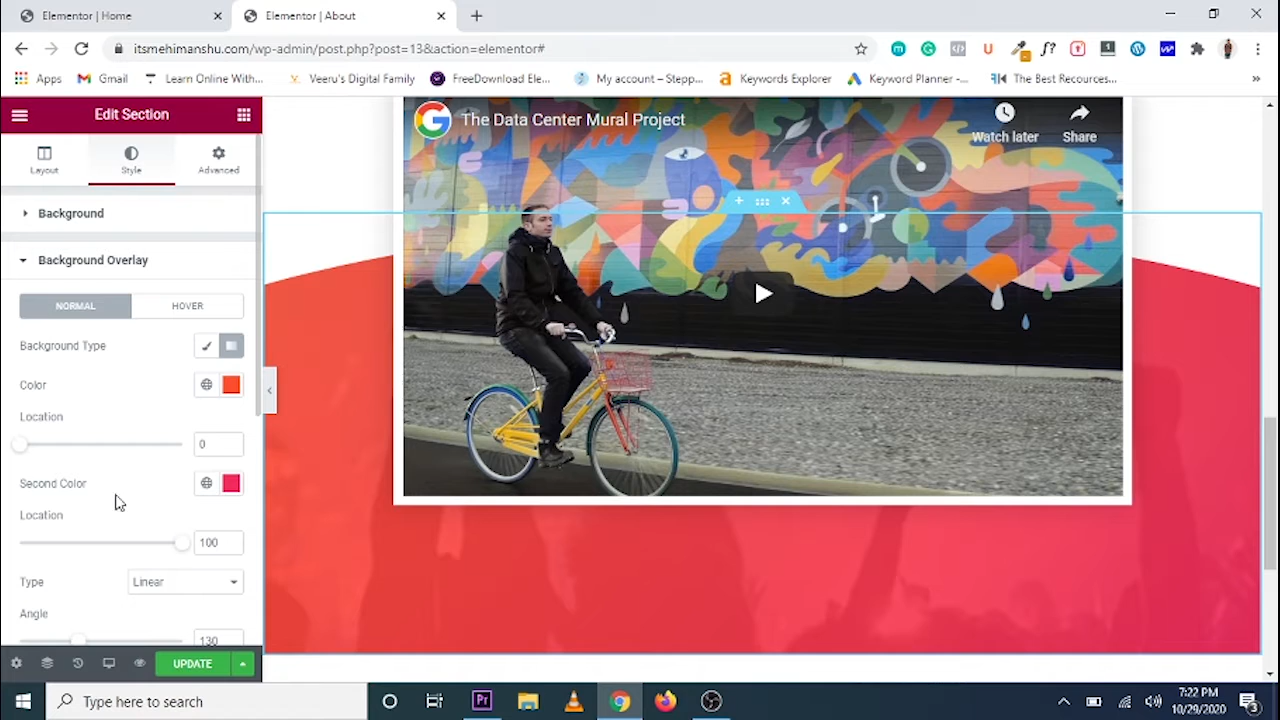 Elementor | Home
Elementor | About
itsmehimanshu.com/wp-admin/post.php?post=13&action=elementor#
Apps
Gmail
Learn Online With...
Veeru's Digital Family
FreeDownload Ele...
My account – Stepp...
Keywords Explorer
Keyword Planner -...
The Best Recources...
Edit Section
Layout
Style
Advanced
Background
Background Overlay
NORMAL
HOVER
Background Type
Color
Location
0
Second Color
Location
100
Type
Linear
Angle
130
UPDATE
The Data Center Mural Project
Watch later
Share
Type here to search
7:22 PM
10/29/2020
3